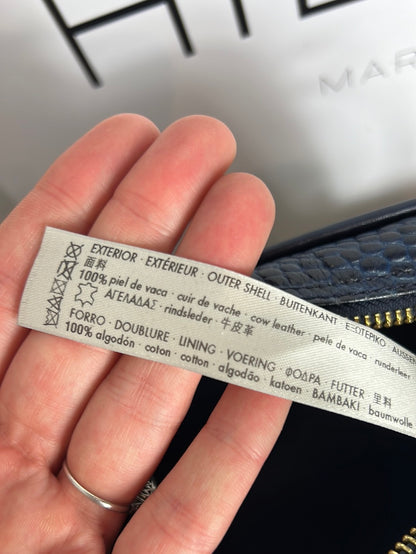 MAR
EXTERIOR · EXTÉRIEUR · OUTER SHELL · BUITENKANT · ΕΞΩΤΕΡΙΚΟ · AUSSE
面料
100% piel de vaca · cuir de vache · cow leather · pele de vaca · runderleer
ΑΓΕΛΑΔΑΣ · rindsleder · 牛皮革
FORRO · DOUBLURE · LINING · VOERING · ΦΟΔΡΑ · FUTTER · 里料
100% algodón · coton · cotton · algodão · katoen · ΒΑΜΒΑΚΙ · baumwolle